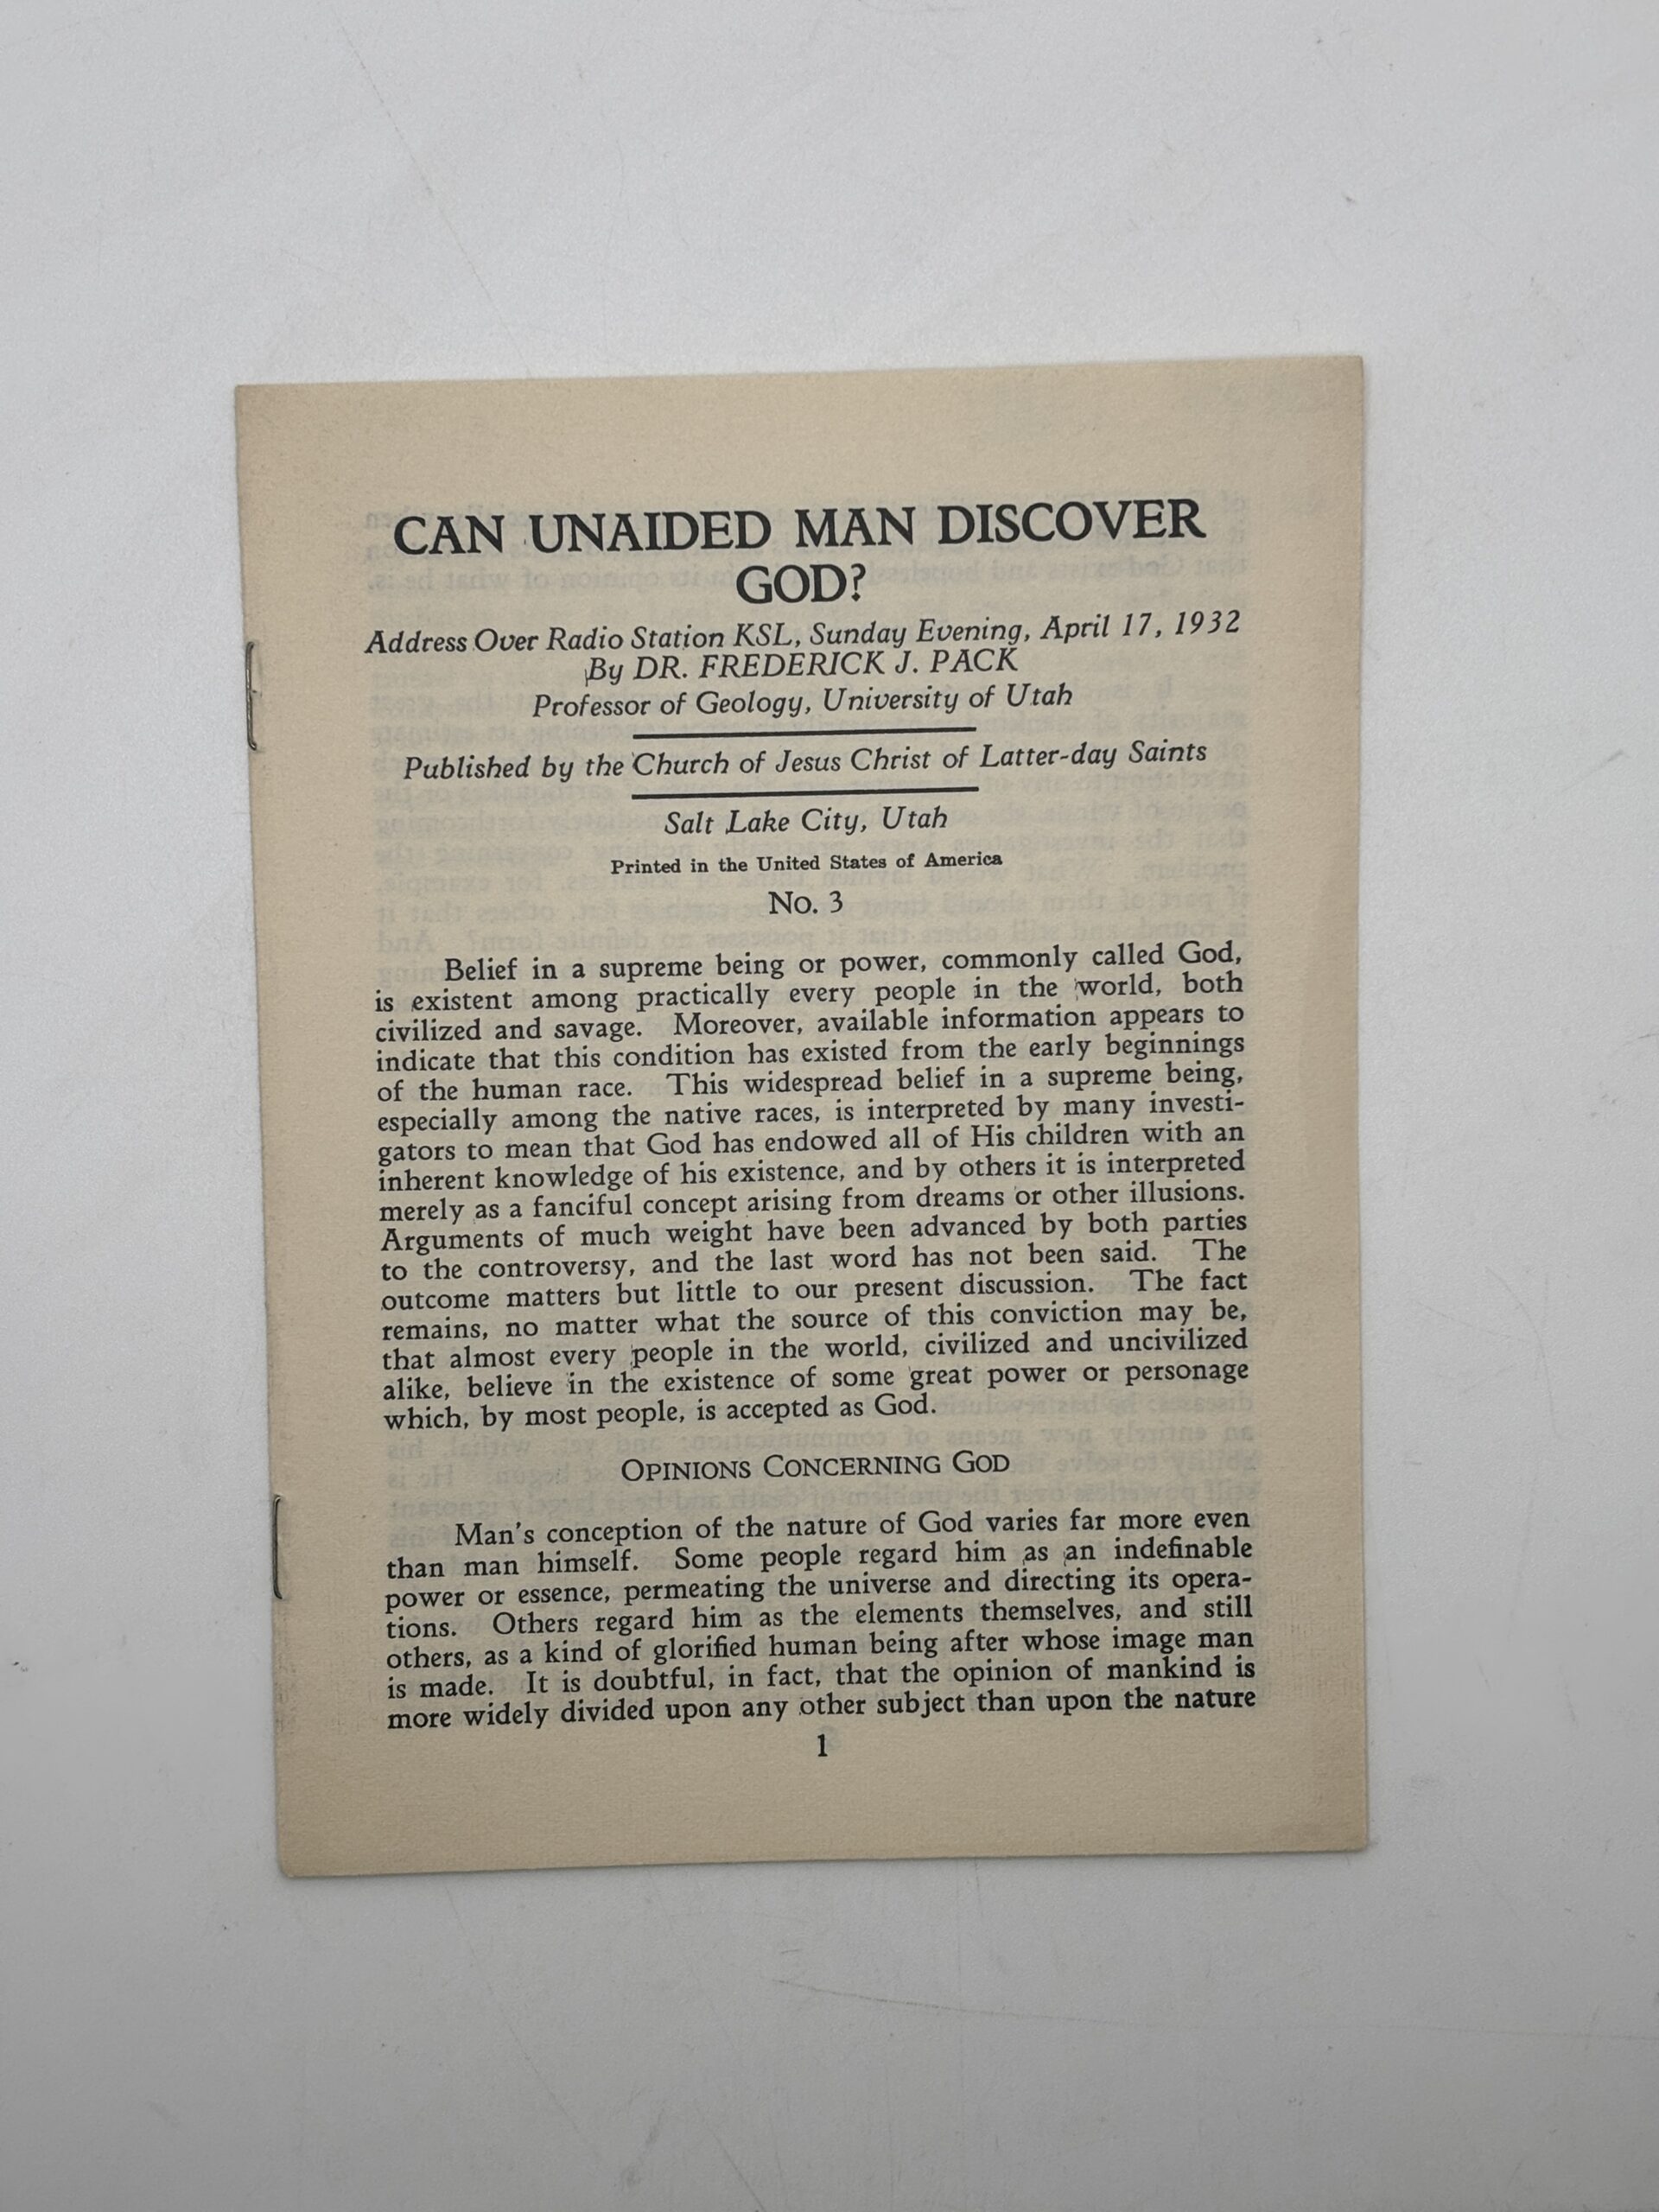 CAN UNAIDED MAN DISCOVER
GOD?
Address Over Radio Station KSL, Sunday Evening, April 17, 1932
By DR. FREDERICK J. PACK
Professor of Geology, University of Utah
Published by the Church of Jesus Christ of Latter-day Saints
Salt Lake City, Utah
Printed in the United States of America
No. 3
Belief in a supreme being or power, commonly called God,
is existent among practically every people in the world, both
civilized and savage. Moreover, available information appears to
indicate that this condition has existed from the early beginnings
of the human race. This widespread belief in a supreme being,
especially among the native races, is interpreted by many investi-
gators to mean that God has endowed all of His children with an
inherent knowledge of his existence, and by others it is interpreted
merely as a fanciful concept arising from dreams or other illusions.
Arguments of much weight have been advanced by both parties
to the controversy, and the last word has not been said. The
outcome matters but little to our present discussion. The fact
remains, no matter what the source of this conviction may be,
that almost every people in the world, civilized and uncivilized
alike, believe in the existence of some great power or personage
which, by most people, is accepted as God.
OPINIONS CONCERNING GOD
Man's conception of the nature of God varies far more even
than man himself. Some people regard him as an indefinable
power or essence, permeating the universe and directing its opera-
tions. Others regard him as the elements themselves, and still
others, as a kind of glorified human being after whose image man
is made. It is doubtful, in fact, that the opinion of mankind is
more widely divided upon any other subject than upon the nature
1